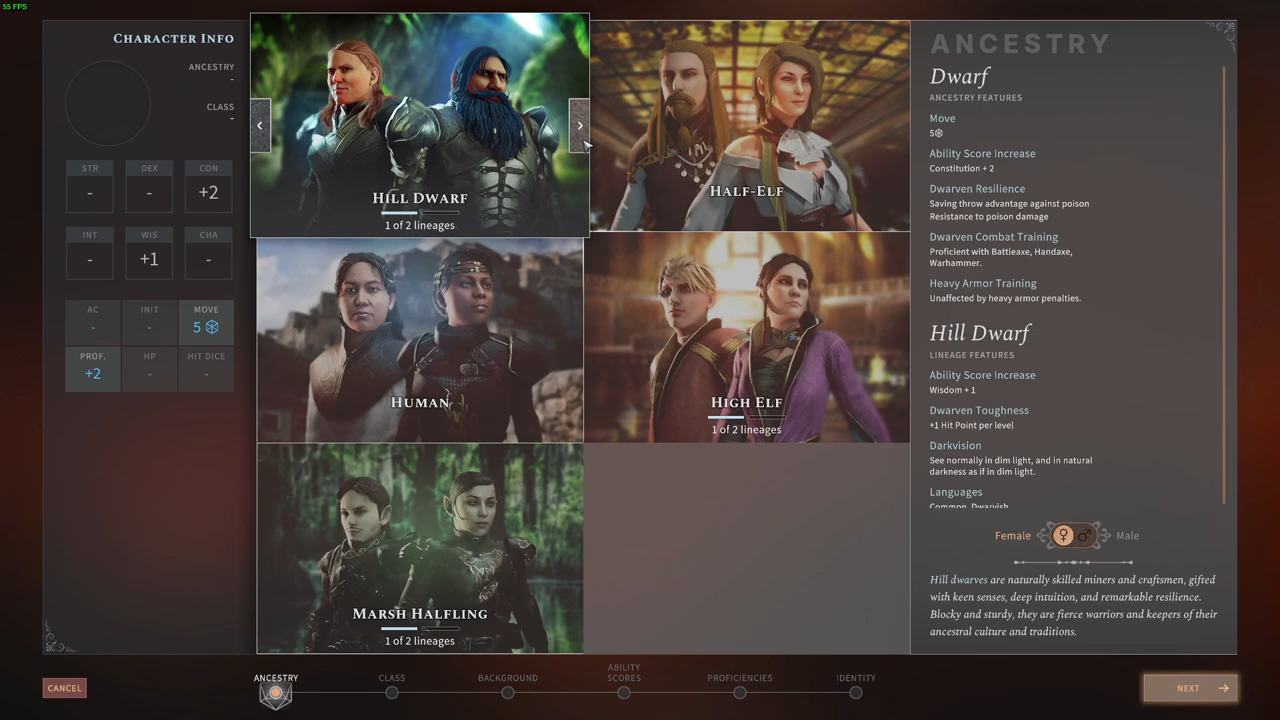 55 FPS
Character Info
ANCESTRY
-
CLASS
-
STR
DEX
CON
-
-
+2
INT
WIS
CHA
-
+1
-
AC
INIT
MOVE
-
-
5
PROF.
HP
HIT DICE
+2
-
-
Hill Dwarf
1 of 2 lineages
Half-Elf
Human
High Elf
1 of 2 lineages
Marsh Halfling
1 of 2 lineages
ANCESTRY
Dwarf
ANCESTRY FEATURES
Move
5
Ability Score Increase
Constitution + 2
Dwarven Resilience
Saving throw advantage against poison
Resistance to poison damage
Dwarven Combat Training
Proficient with Battleaxe, Handaxe,
Warhammer.
Heavy Armor Training
Unaffected by heavy armor penalties.
Hill Dwarf
LINEAGE FEATURES
Ability Score Increase
Wisdom + 1
Dwarven Toughness
+1 Hit Point per level
Darkvision
See normally in dim light, and in natural
darkness as if in dim light.
Languages
Common, Dwarvish
Female
Male
Hill dwarves are naturally skilled miners and craftsmen, gifted
with keen senses, deep intuition, and remarkable resilience.
Blocky and sturdy, they are fierce warriors and keepers of their
ancestral culture and traditions.
CANCEL
ANCESTRY
CLASS
BACKGROUND
ABILITY
SCORES
PROFICIENCIES
IDENTITY
NEXT